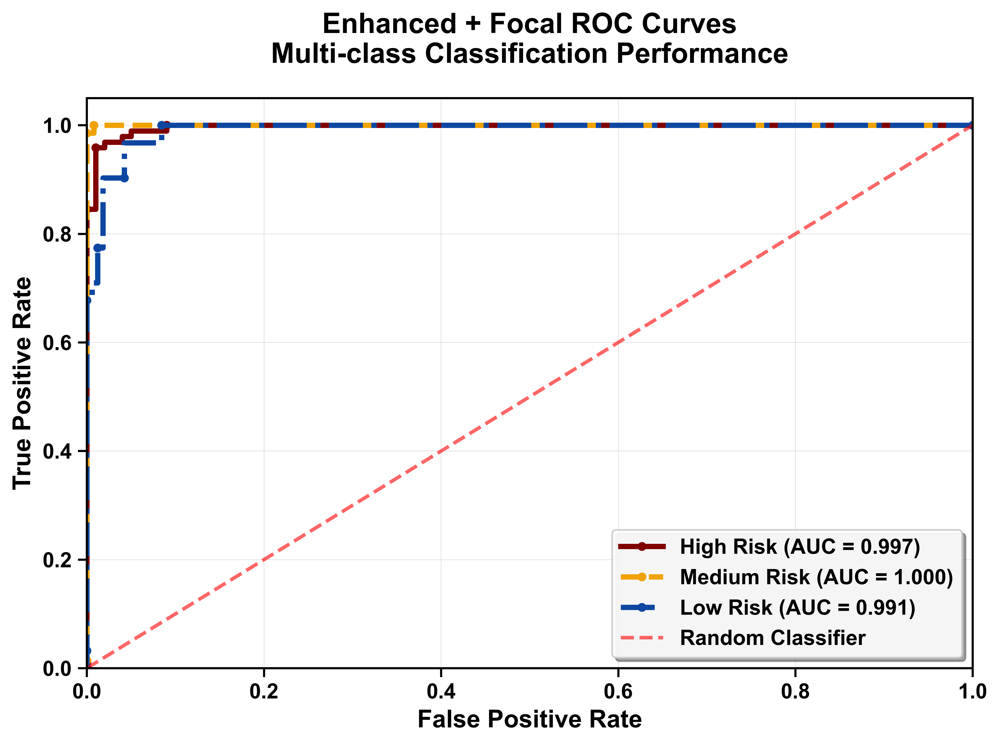 Enhanced + Focal ROC Curves
Multi-class Classification Performance
True Positive Rate
1.0
0.8
0.6
0.4
0.2
0.0
High Risk (AUC = 0.997)
Medium Risk (AUC = 1.000)
Low Risk (AUC = 0.991)
Random Classifier
0.0 0.2 0.4 0.6 0.8 1.0
False Positive Rate